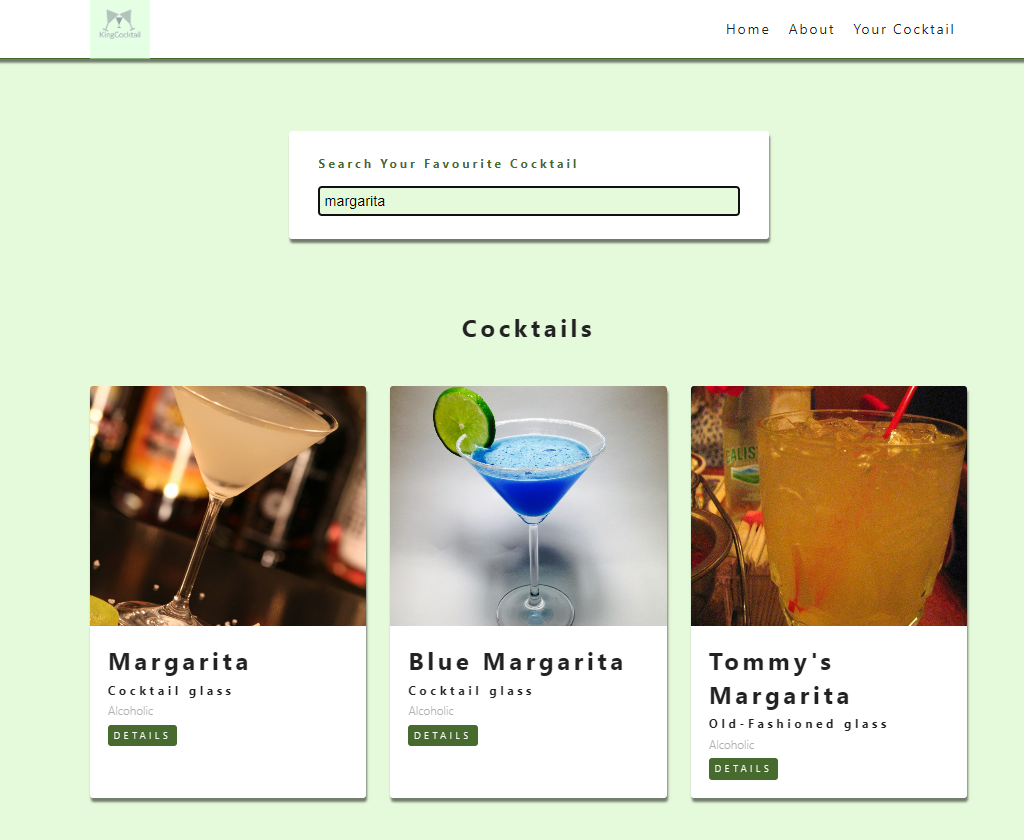 KingCocktail
Home About Your Cocktail
Search Your Favourite Cocktail
margarita
Cocktails
ALIS
Margarita
Cocktail glass
Alcoholic
DETAILS
Blue Margarita
Cocktail glass
Alcoholic
DETAILS
Tommy's
Margarita
Old-Fashioned glass
Alcoholic
DETAILS